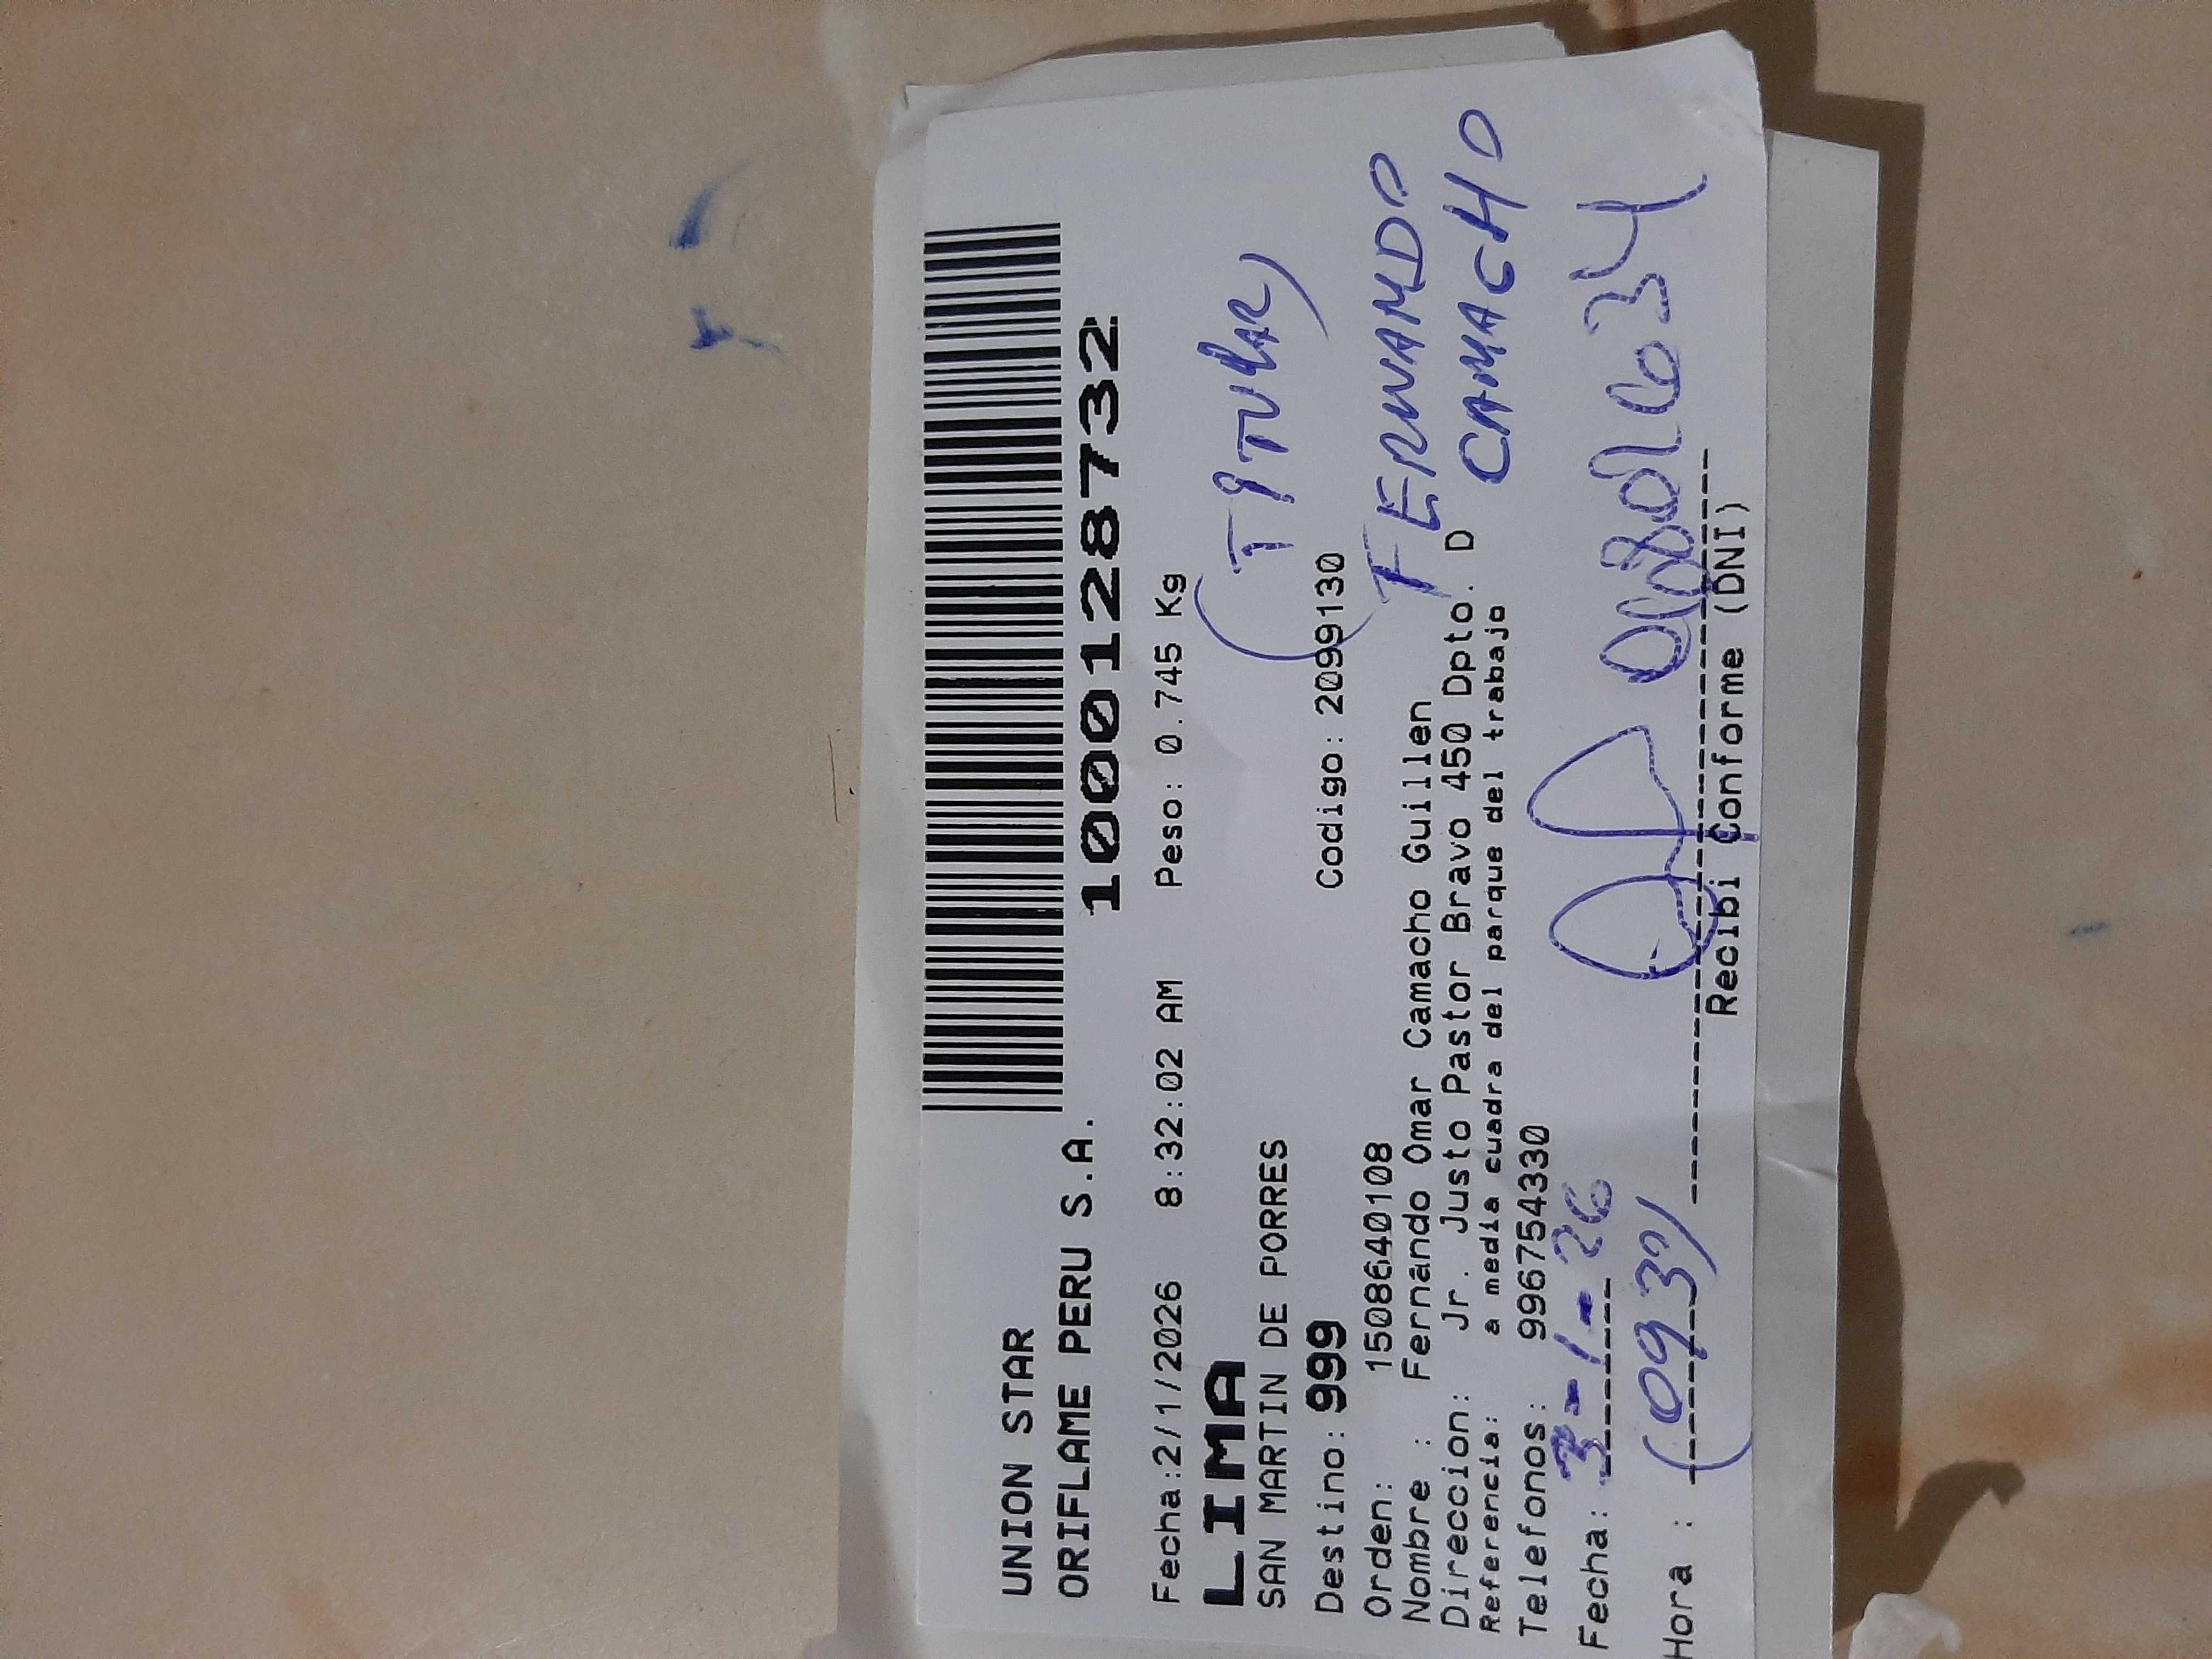 UNION STAR
ORIFLAME PERU S.A.
1000128732
Fecha:2/1/2026 8:32:02 AM Peso: 0.745 Kg
LIMA
SAN MARTIN DE PORRES
(TITULAR)
Destino: 999 Codigo: 2099130
Orden: 15086640108
Nombre : Fernando Omar Camacho Guillen
FERNANDO
Direccion: Jr. Justo Pastor Bravo 450 Dpto. D
CAMACHO
Referencia: a media cuadra del parque del trabajo
Telefonos: 996754330
Fecha: 3-1-26
Hora :
Recibi Conforme (DNI)